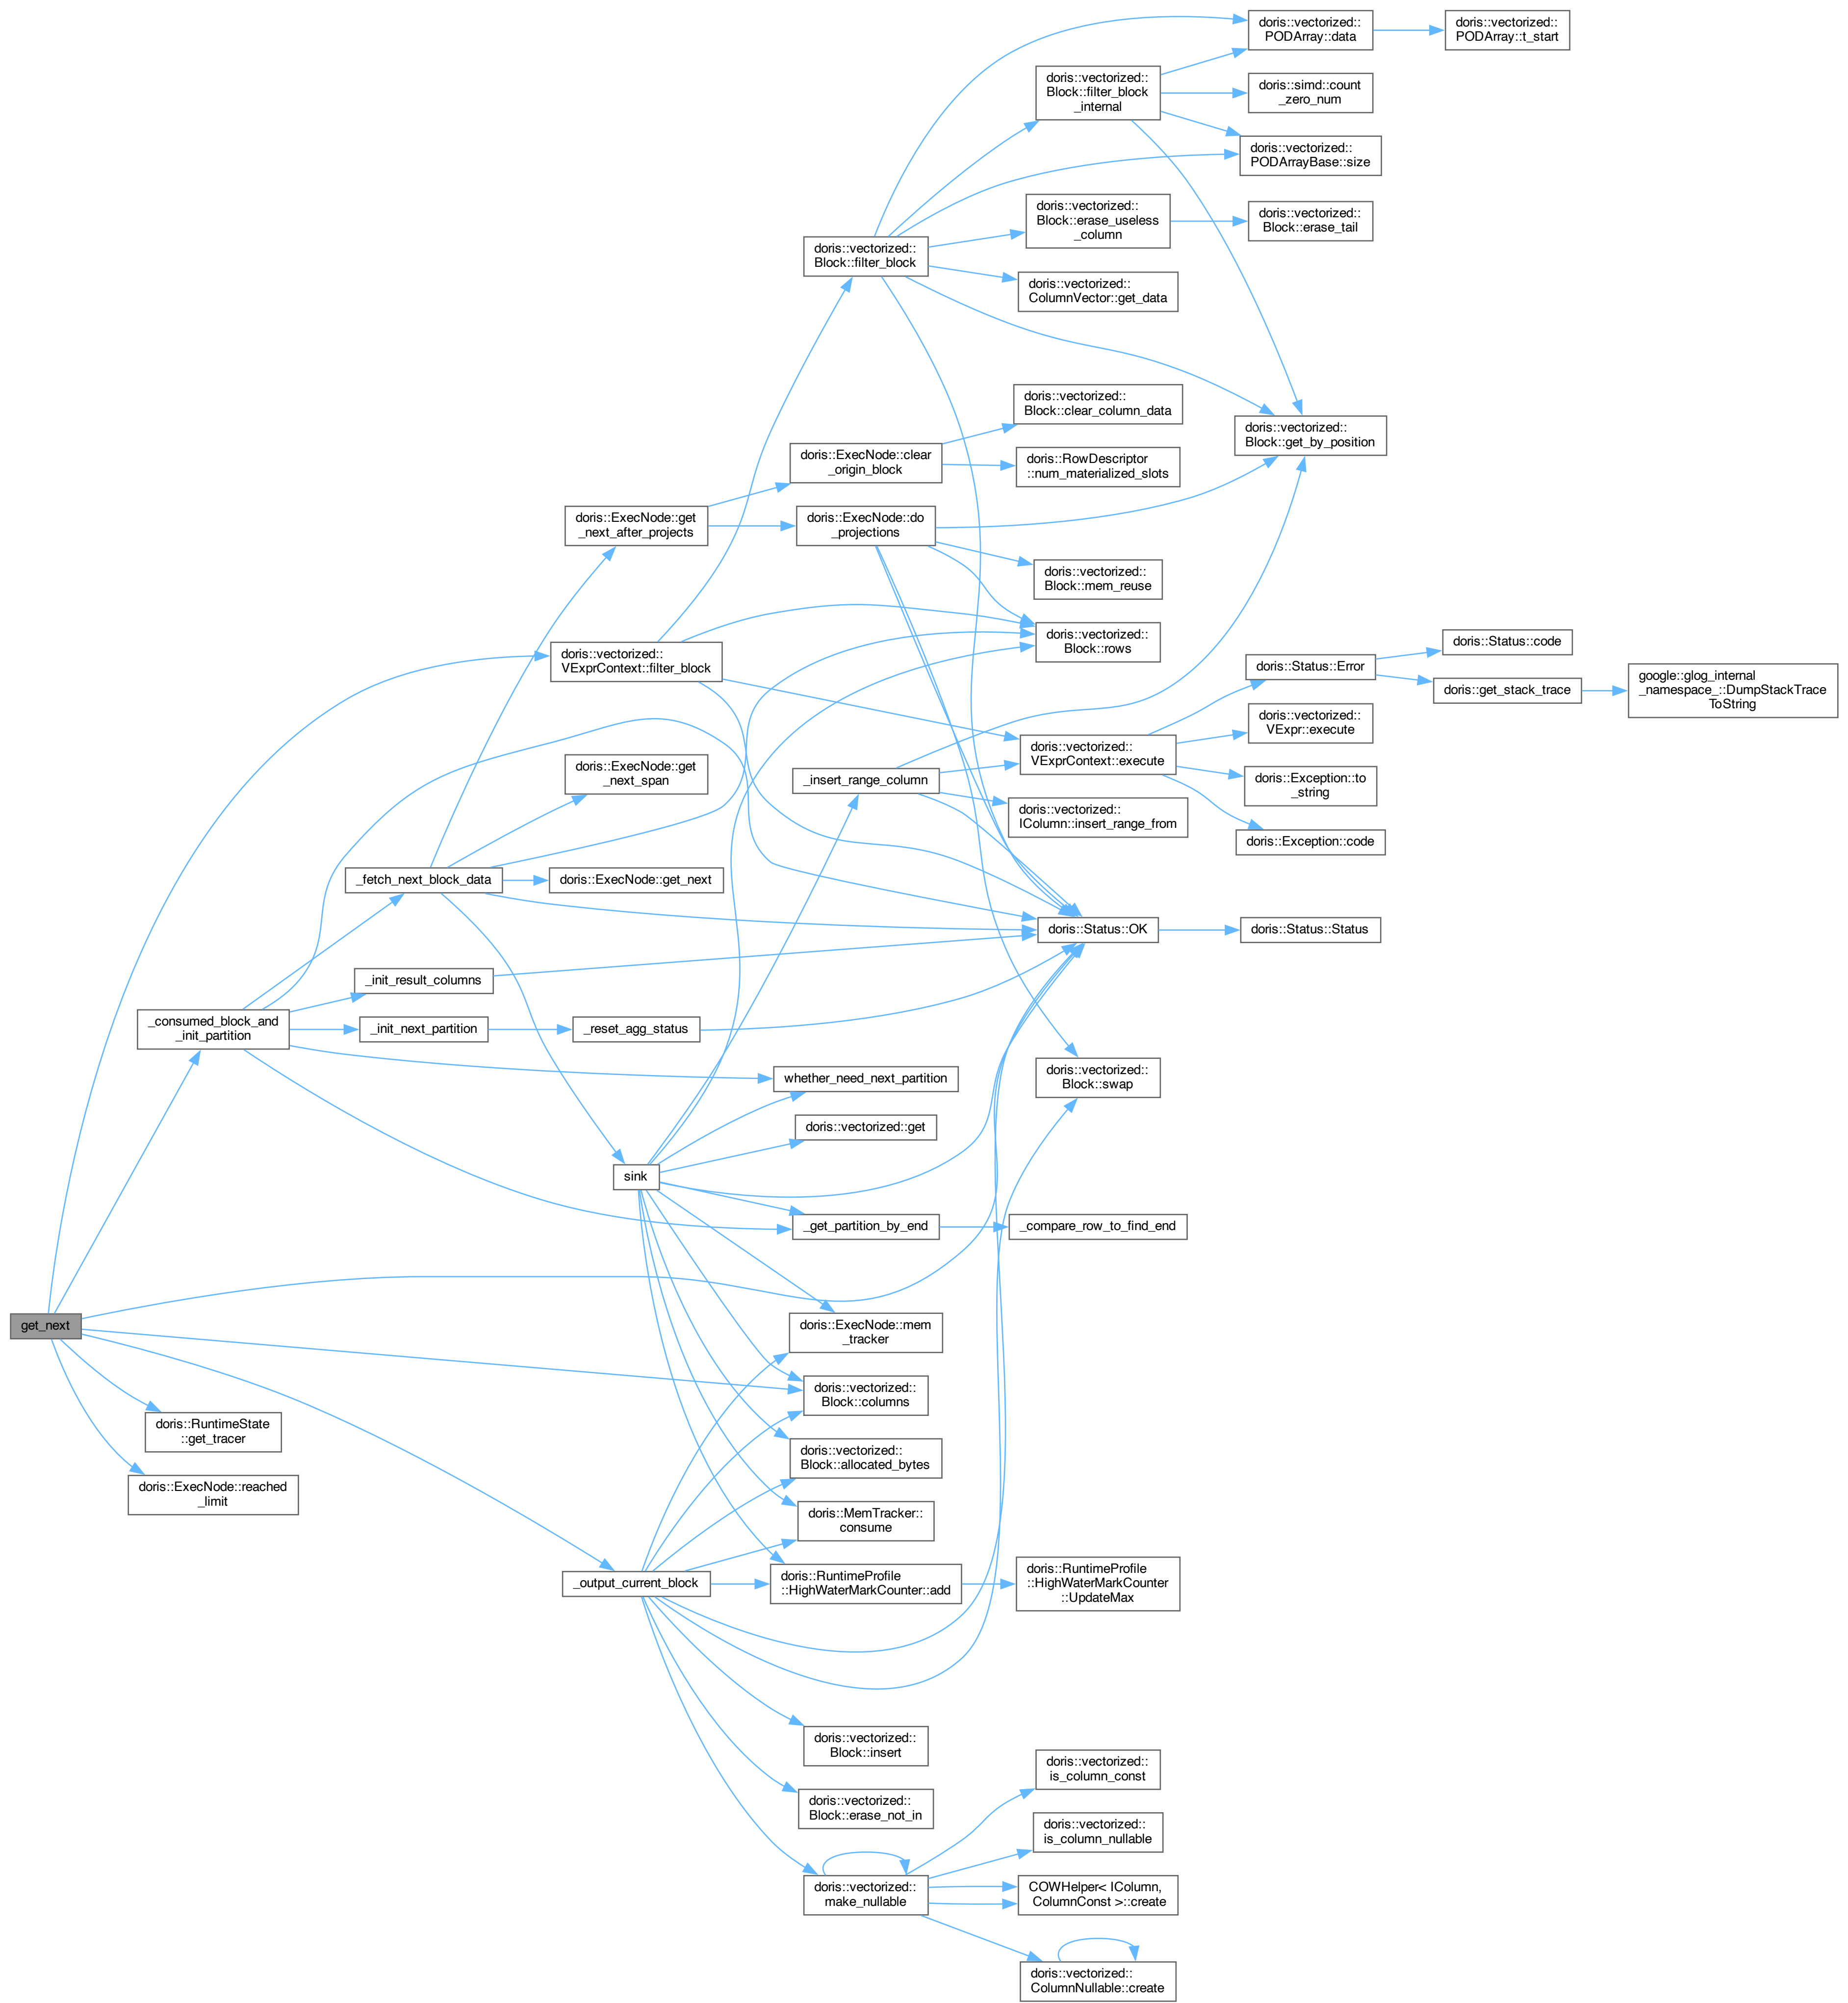 doris::vectorized::
PODArray::data
doris::vectorized::
PODArray::t_start
doris::vectorized::
Block::filter_block
_internal
doris::simd::count
_zero_num
doris::vectorized::
PODArrayBase::size
doris::vectorized::
Block::erase_useless
_column
doris::vectorized::
Block::erase_tail
doris::vectorized::
Block::filter_block
doris::vectorized::
ColumnVector::get_data
doris::vectorized::
Block::clear_column_data
doris::vectorized::
Block::get_by_position
doris::ExecNode::clear
_origin_block
doris::RowDescriptor
::num_materialized_slots
doris::ExecNode::get
_next_after_projects
doris::ExecNode::do
_projections
doris::vectorized::
Block::mem_reuse
doris::vectorized::
VExprContext::filter_block
doris::vectorized::
Block::rows
doris::Status::code
doris::Status::Error
doris::get_stack_trace
google::glog_internal
_namespace_::DumpStackTrace
ToString
doris::vectorized::
VExpr::execute
doris::ExecNode::get
_next_span
_insert_range_column
doris::vectorized::
VExprContext::execute
doris::Exception::to
_string
doris::vectorized::
IColumn::insert_range_from
doris::Exception::code
_fetch_next_block_data
doris::ExecNode::get_next
doris::Status::OK
doris::Status::Status
_init_result_columns
_consumed_block_and
_init_partition
_init_next_partition
_reset_agg_status
whether_need_next_partition
doris::vectorized::
Block::swap
doris::vectorized::get
sink
_get_partition_by_end
_compare_row_to_find_end
get_next
doris::ExecNode::mem
_tracker
doris::vectorized::
Block::columns
doris::RuntimeState
::get_tracer
doris::vectorized::
Block::allocated_bytes
doris::ExecNode::reached
_limit
doris::MemTracker::
consume
_output_current_block
doris::RuntimeProfile
::HighWaterMarkCounter::add
doris::RuntimeProfile
::HighWaterMarkCounter
::UpdateMax
doris::vectorized::
Block::insert
doris::vectorized::
Block::erase_not_in
doris::vectorized::
is_column_const
doris::vectorized::
is_column_nullable
doris::vectorized::
make_nullable
COWHelper< IColumn,
ColumnConst >::create
doris::vectorized::
ColumnNullable::create